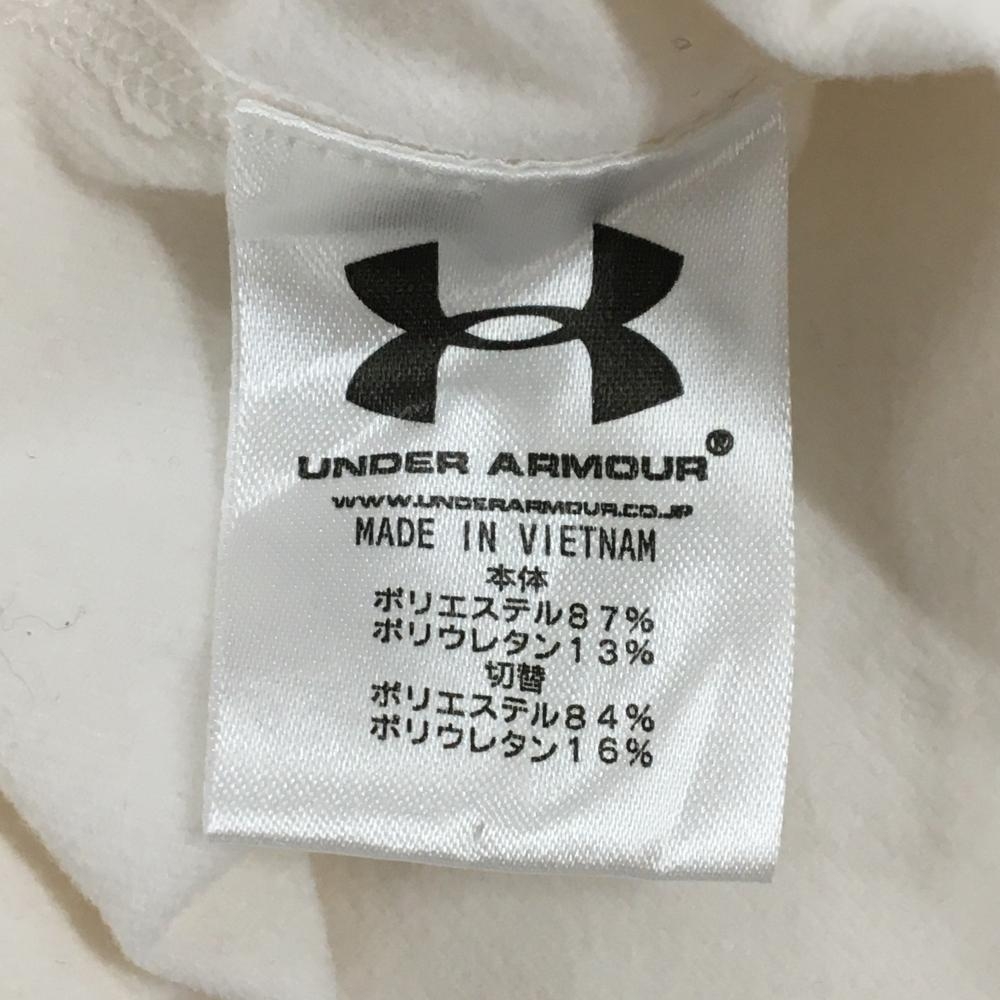 UNDER ARMOUR®
WWW.UNDERARMOUR.CO.JP
MADE IN VIETNAM
本体
ポリエステル87%
ポリウレタン13%
切替
ポリエステル84%
ポリウレタン16%